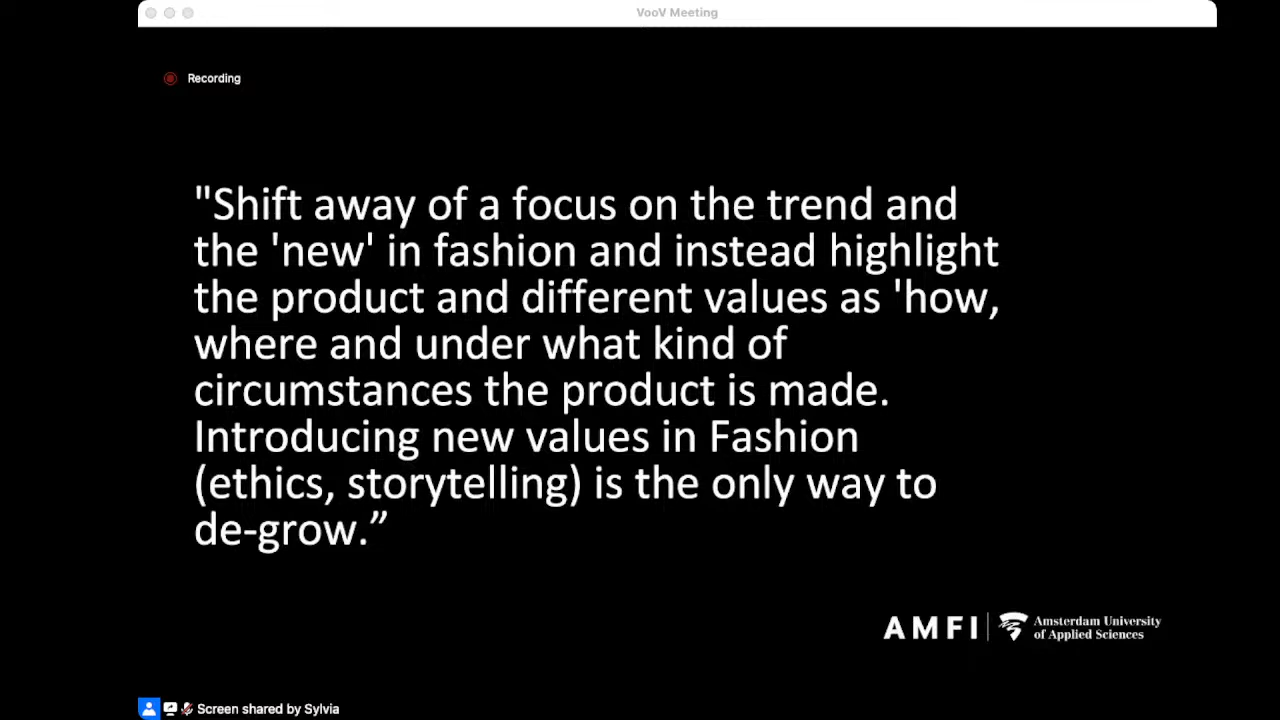 VooV Meeting
Recording
"Shift away of a focus on the trend and
the 'new' in fashion and instead highlight
the product and different values as 'how,
where and under what kind of
circumstances the product is made.
Introducing new values in Fashion
(ethics, storytelling) is the only way to
de-grow.”
AMFI
Amsterdam University
of Applied Sciences
Screen shared by Sylvia